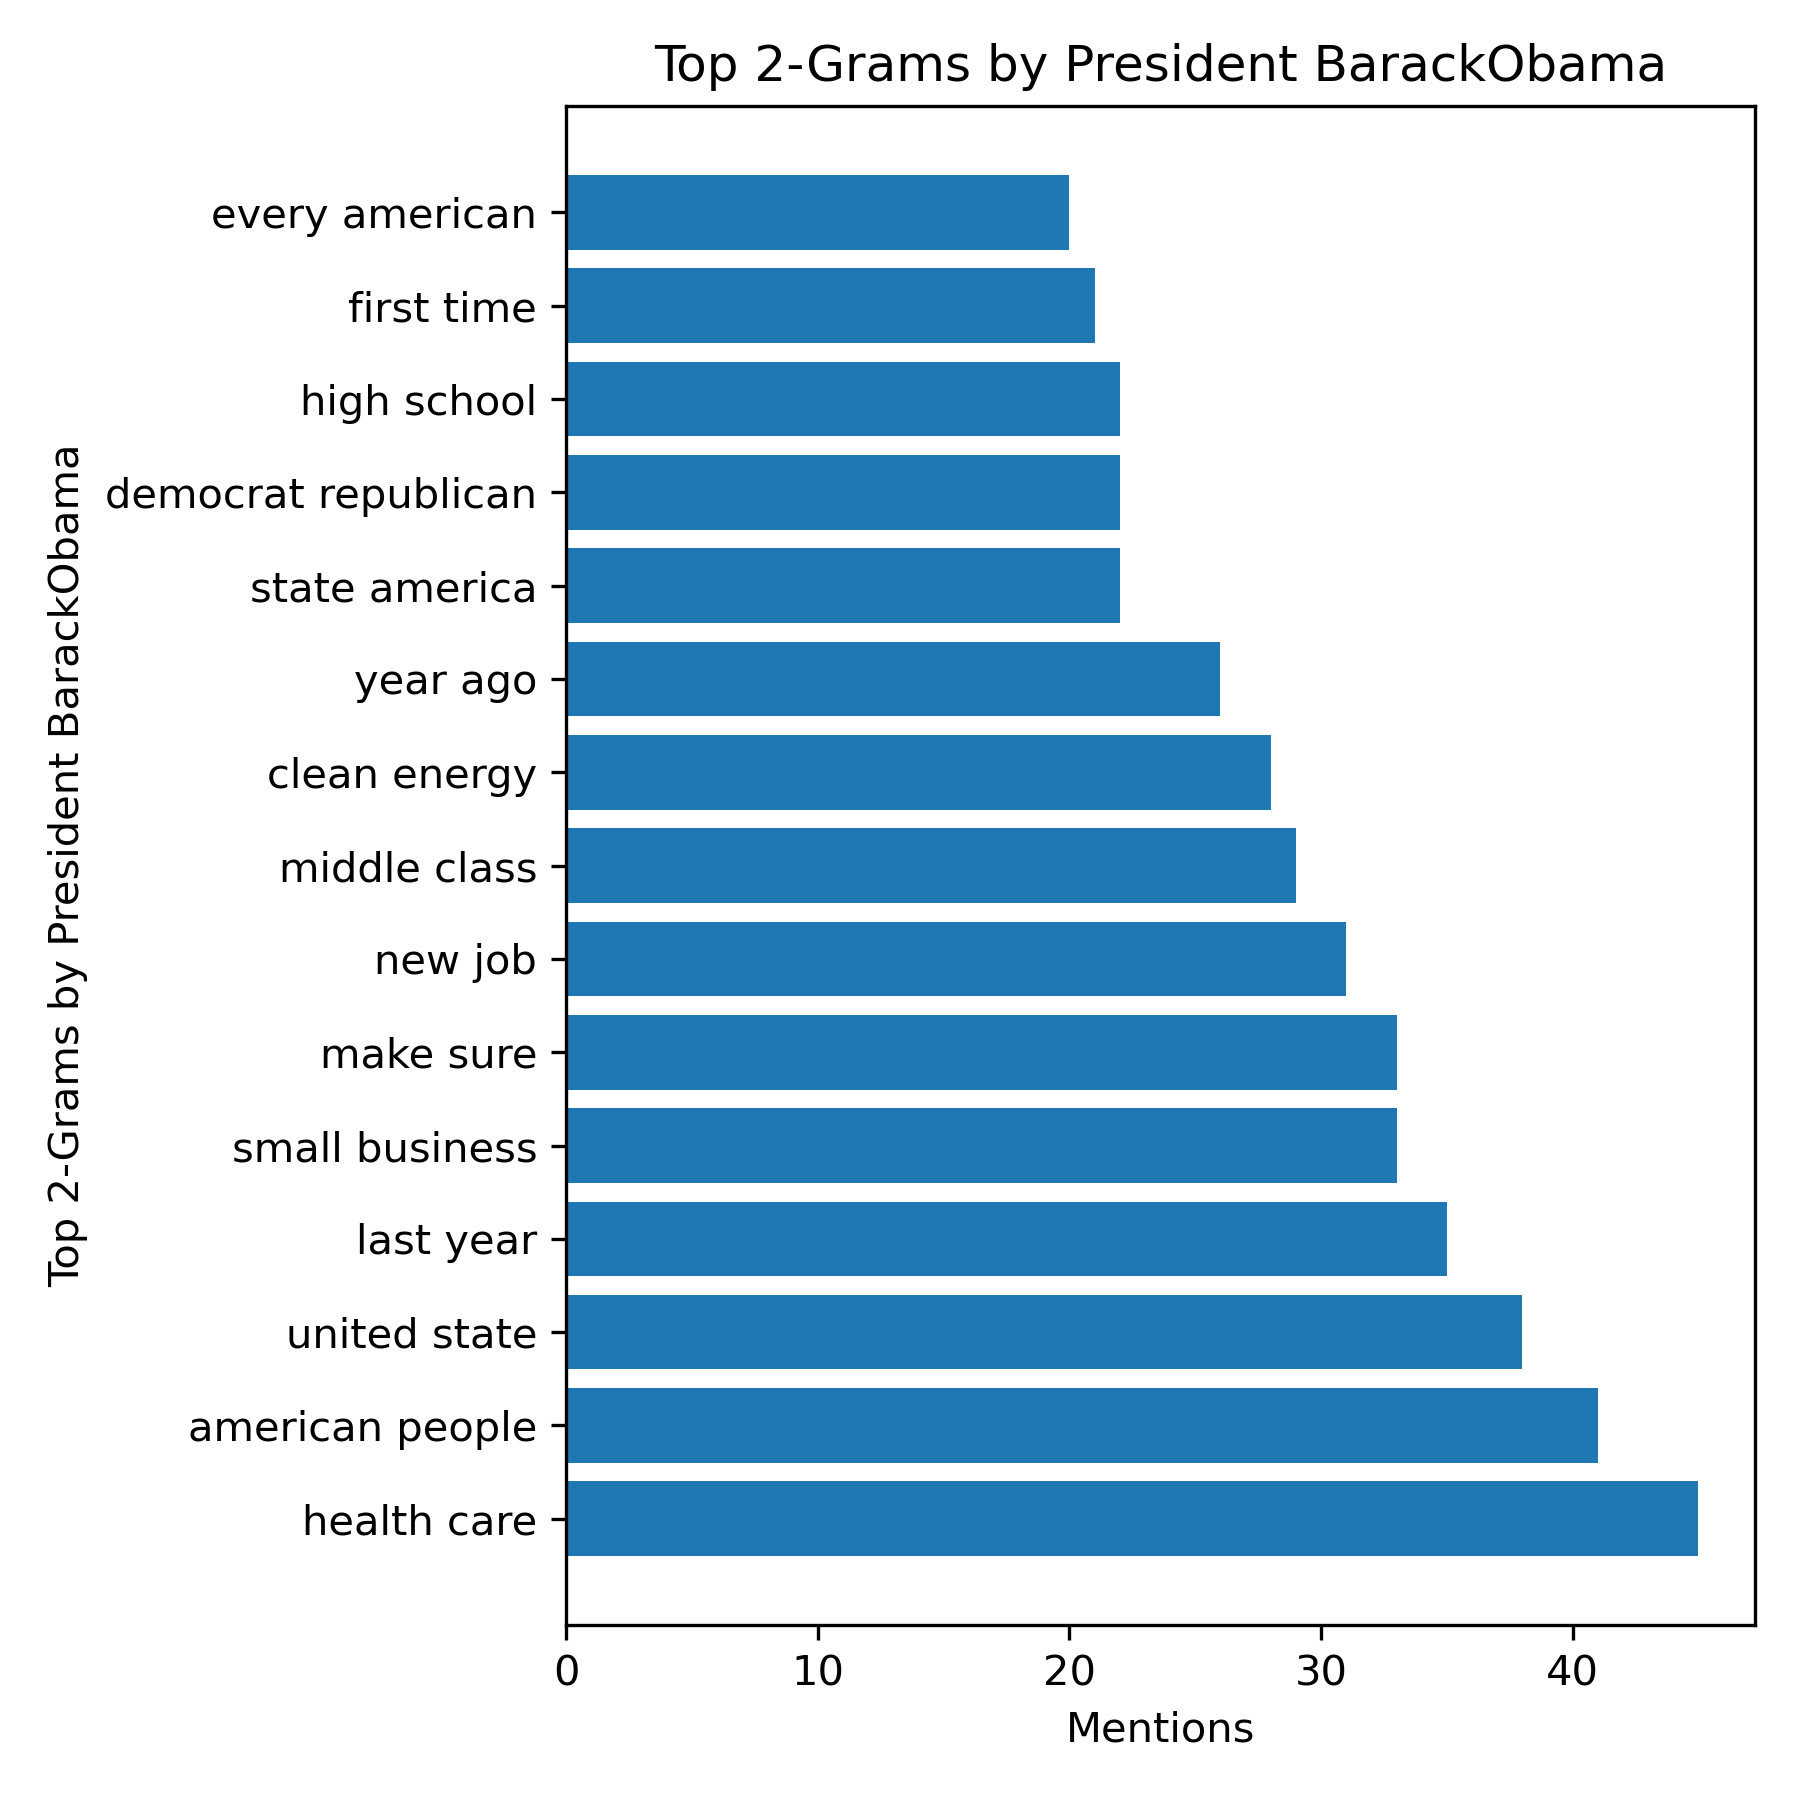 Top 2-Grams by President BarackObama
Top 2-Grams by President BarackObama
every american
first time
high school
democrat republican
state america
year ago
clean energy
middle class
new job
make sure
small business
last year
united state
american people
health care
0 10 20 30 40
Mentions